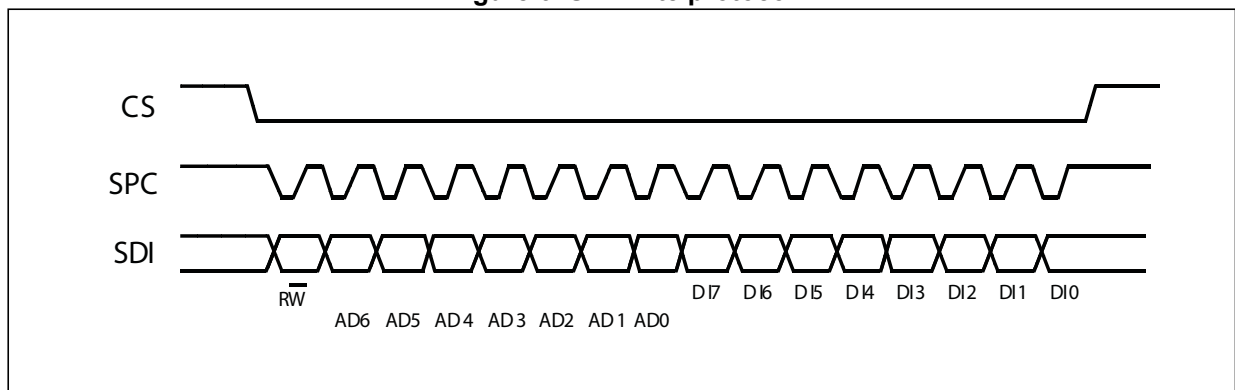 CS
SPC
SDI
RW
DI7 DI6 DI5 DI4 DI3 DI2 DI1 DI0
AD6 AD5 AD4 AD3 AD2 AD1 AD0